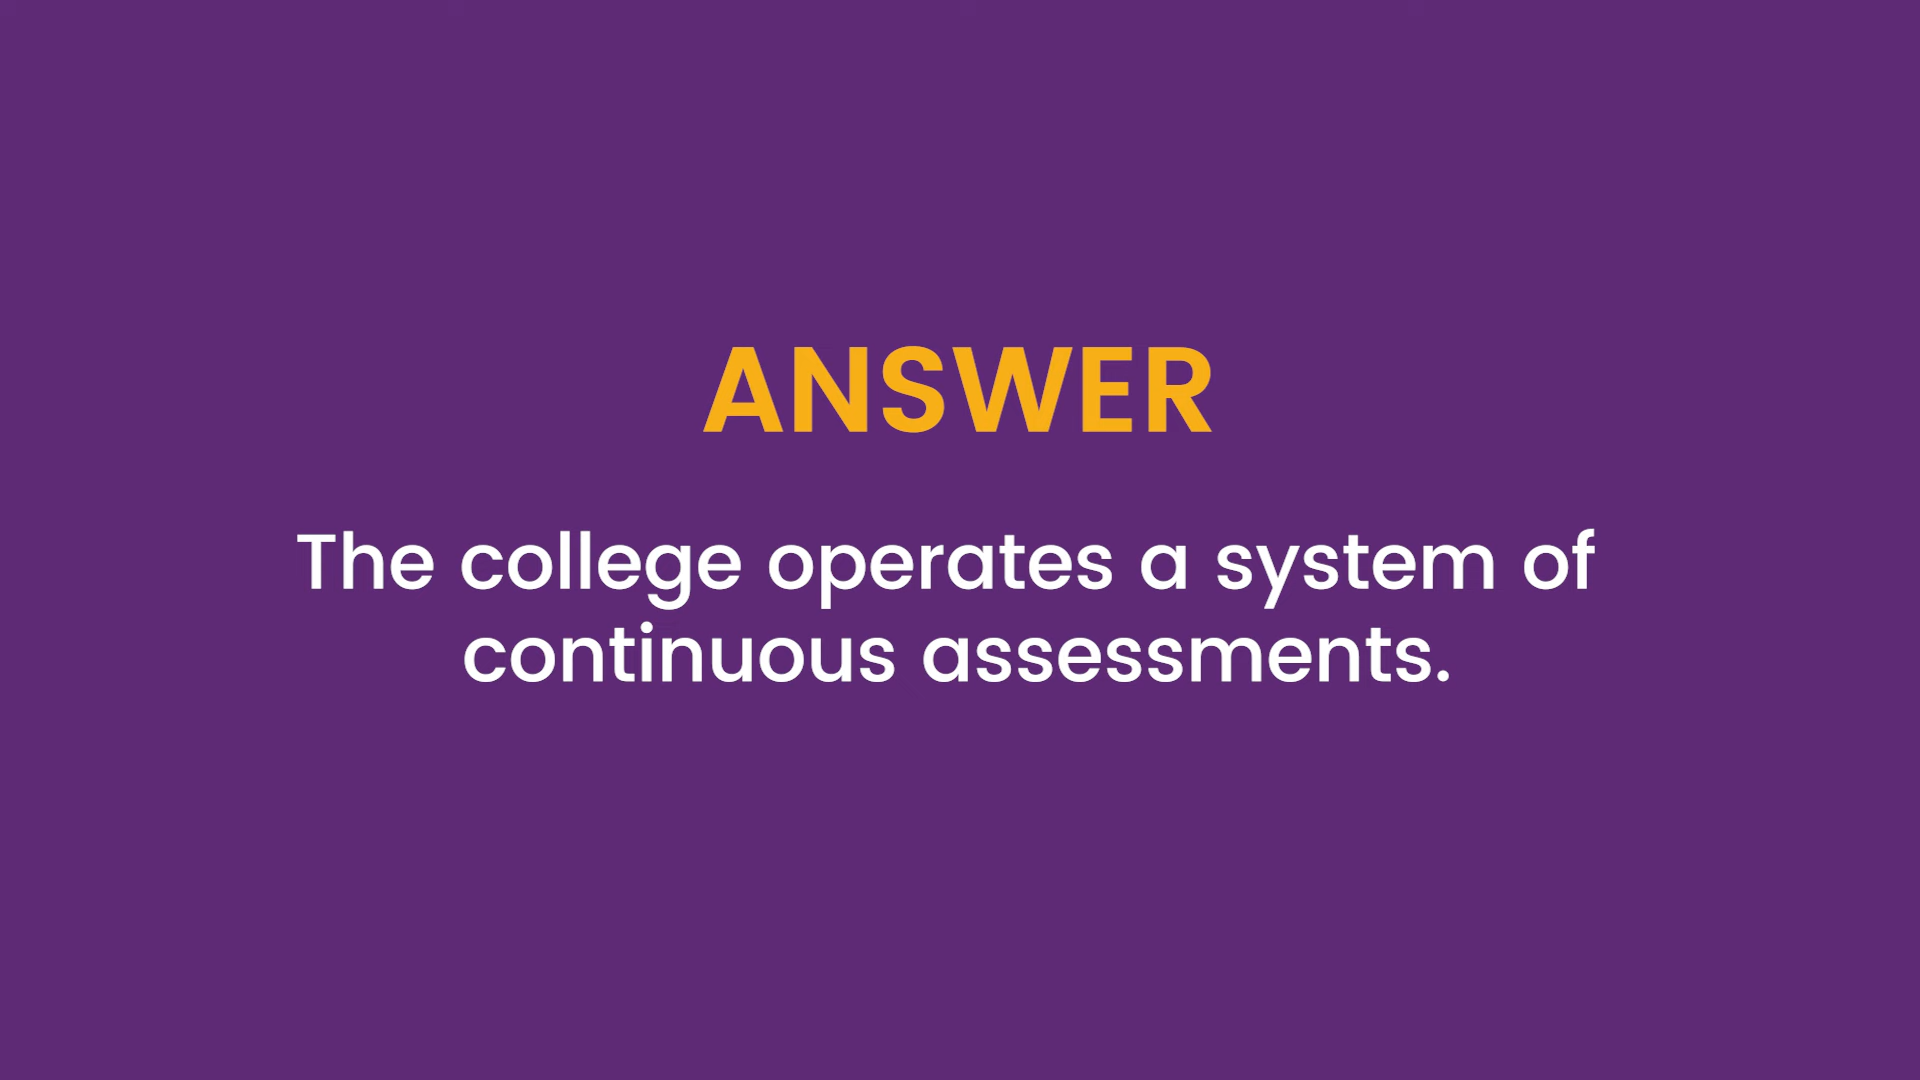 ANSWER
The college operates a system of
continuous assessments.